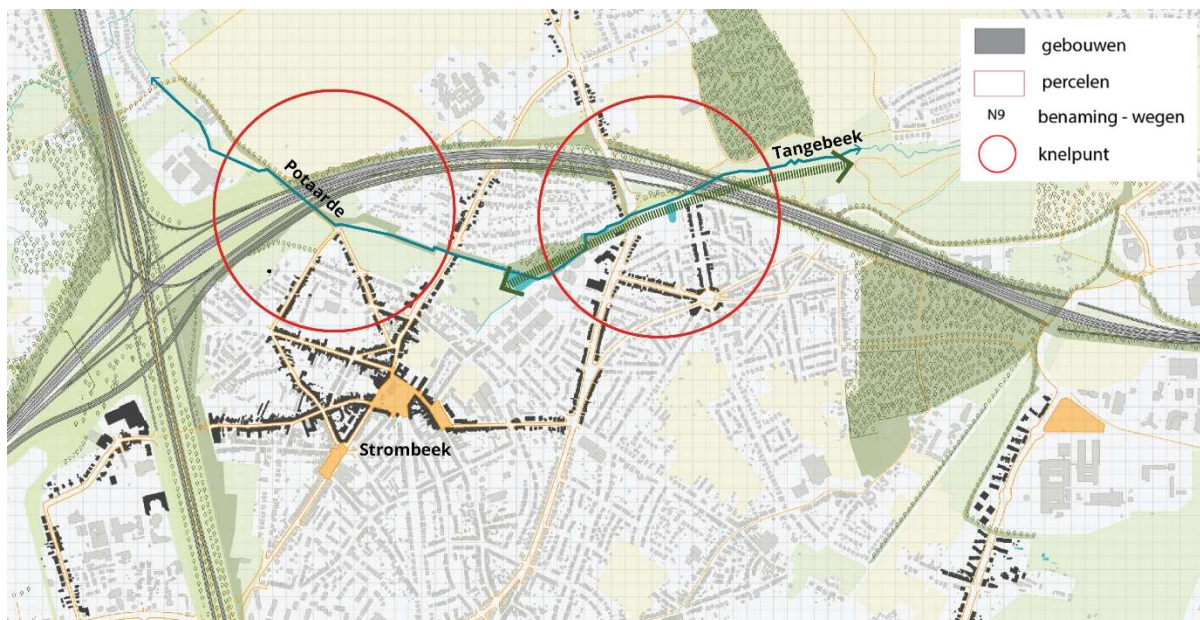 gebouwen
percelen
N9 benaming - wegen
knelpunt
Tangebeek
Potaarde
Strombeek